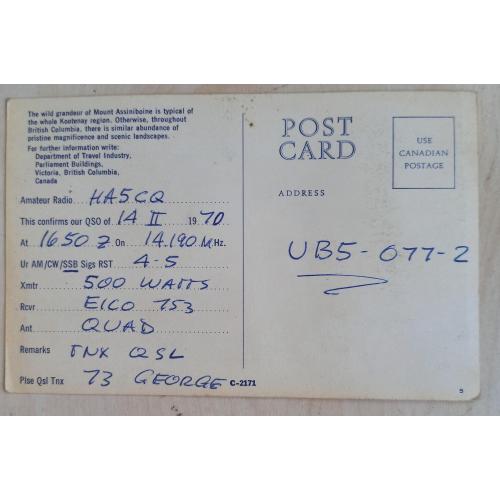 The wild grandeur of Mount Assiniboine is typical of
the whole Kootenay region. Otherwise, throughout
British Columbia, there is similar abundance of
pristine magnificence and scenic landscapes.
For further information write:
Department of Travel Industry,
Parliament Buildings,
Victoria, British Columbia,
Canada
Amateur Radio HA5CQ
This confirms our QSO of 14 II 1970
At 1650 Z On 14.190 MHz.
Ur AM/CW/SSB Sigs RST 4-5
Xmtr 500 WATTS
Rcvr EICO 753
Ant QUAD
Remarks TNX QSL
Plse Qsl Tnx 73 GEORGE C-2171
POST
CARD
ADDRESS
USE
CANADIAN
POSTAGE
UB5-077-2
5